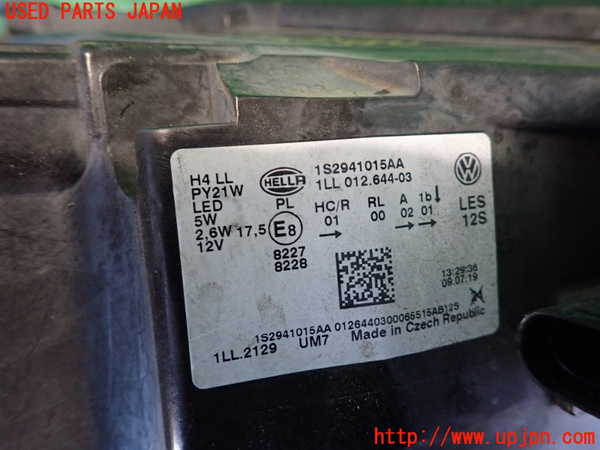 USED PARTS JAPAN
H4 LL
PY21W
LED
5W
2,6W 17,5
12V
HELLA
PL
E8
8227
8228
1S2941015AA
1LL 012.644-03
HC/R RL A 1b
01 00 02 01
LES
12S
13:29:36
09.07.19
1S2941015AA 0126440300065515AB125
1LL.2129 UM7 Made in Czech Republic
http://www.upjpn.com